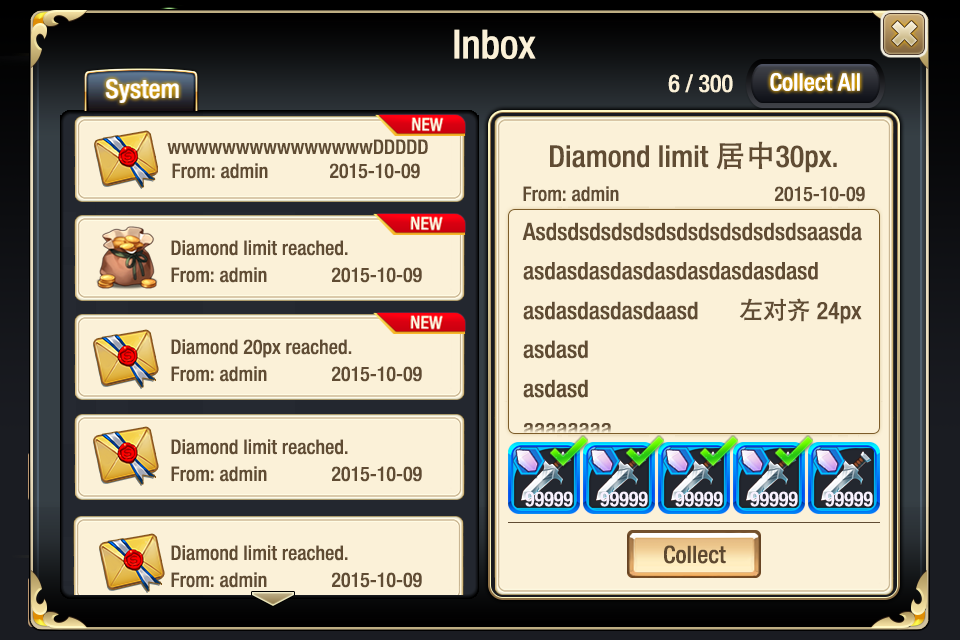 Inbox
System
6 / 300
Collect All
NEW
wwwwwwwwwwwwwwwwDDDDD
From: admin 2015-10-09
NEW
Diamond limit reached.
From: admin 2015-10-09
NEW
Diamond 20px reached.
From: admin 2015-10-09
Diamond limit reached.
From: admin 2015-10-09
Diamond limit reached.
From: admin 2015-10-09
Diamond limit 居中30px.
From: admin 2015-10-09
Asdsdsdsdsdsdsdsdsdsdsdsdsaasda
asdasdasdasdasdasdasdasdasd
asdasdasdasdaasd 左对齐 24px
asdasd
asdasd
aaaaaaaa
99999 99999 99999 99999 99999
Collect